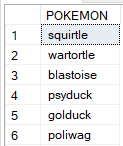 POKEMON
1 squirtle
2 wartortle
3 blastoise
4 psyduck
5 golduck
6 poliwag